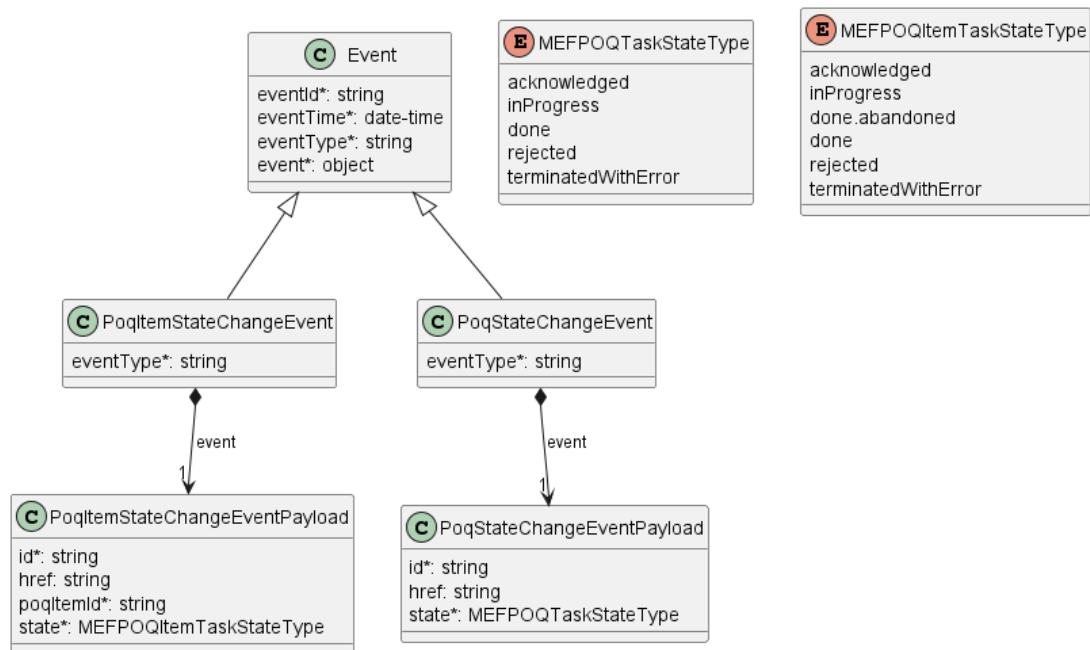 C Event
eventId*: string
eventTime*: date-time
eventType*: string
event*: object
E MEFPOQTaskStateType
acknowledged
inProgress
done
rejected
terminatedWithError
E MEFPOQItemTaskStateType
acknowledged
inProgress
done.abandoned
done
rejected
terminatedWithError
C PoqItemStateChangeEvent
eventType*: string
C PoqStateChangeEvent
eventType*: string
event
1
event
1
C PoqItemStateChangeEventPayload
id*: string
href: string
poqItemId*: string
state*: MEFPOQItemTaskStateType
C PoqStateChangeEventPayload
id*: string
href: string
state*: MEFPOQTaskStateType